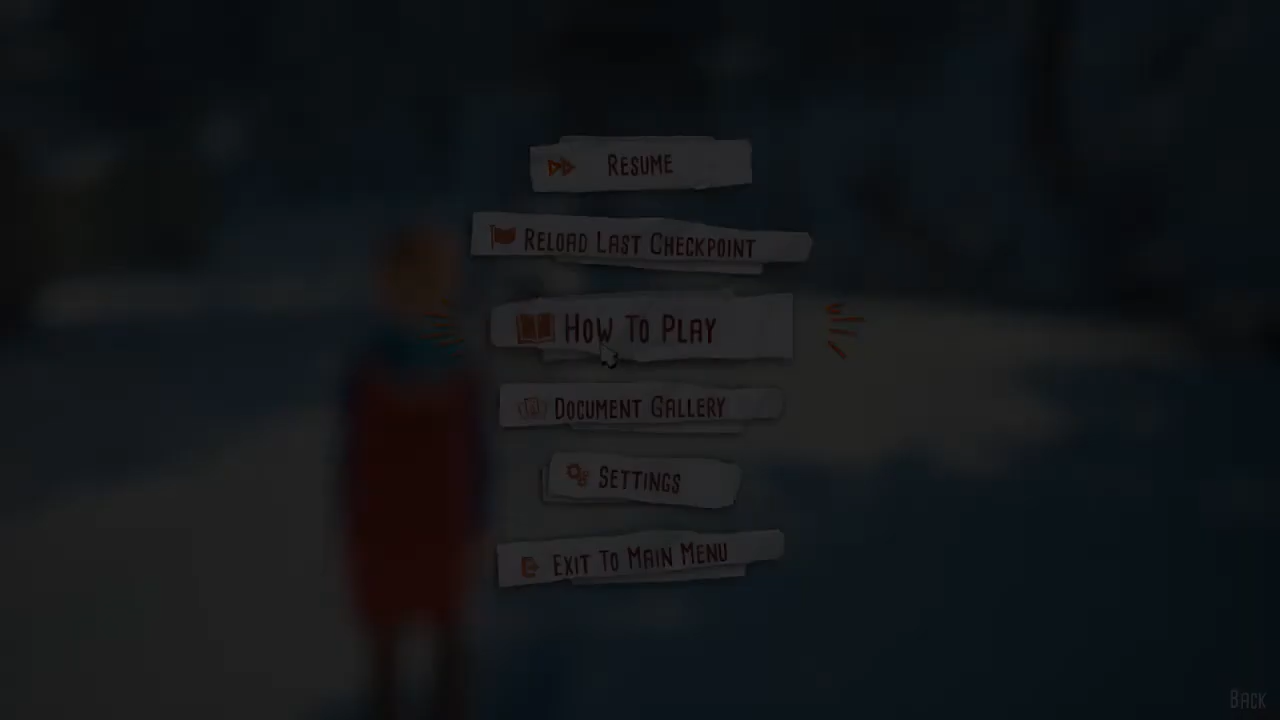 Resume
Reload Last Checkpoint
How To Play
Document Gallery
Settings
Exit To Main Menu
Back